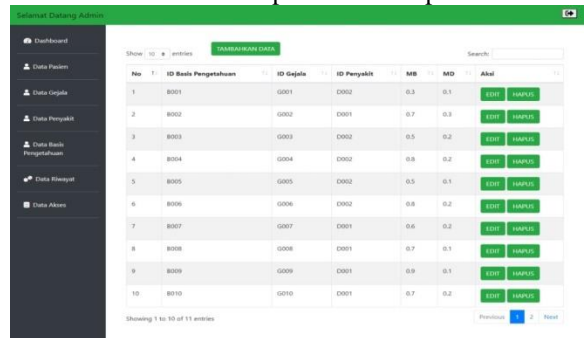 Selamat Datang Admin
Dashboard
Data Pasien
Data Gejala
Data Penyakit
Data Basis
Pengetahuan
Data Riwayat
Data Akses
Show 10 entries
TAMBAHKAN DATA
Search:
No ID Basis Pengetahuan ID Gejala ID Penyakit MB MD Aksi
1 B001 G001 D002 0.3 0.1 EDIT HAPUS
2 B002 G002 D001 0.7 0.3 EDIT HAPUS
3 B003 G003 D002 0.5 0.2 EDIT HAPUS
4 B004 G004 D002 0.8 0.2 EDIT HAPUS
5 B005 G005 D002 0.5 0.1 EDIT HAPUS
6 B006 G006 D002 0.8 0.2 EDIT HAPUS
7 B007 G007 D001 0.6 0.2 EDIT HAPUS
8 B008 G008 D001 0.7 0.1 EDIT HAPUS
9 B009 G009 D001 0.9 0.1 EDIT HAPUS
10 B010 G010 D001 0.7 0.2 EDIT HAPUS
Showing 1 to 10 of 11 entries
Previous 1 2 Next